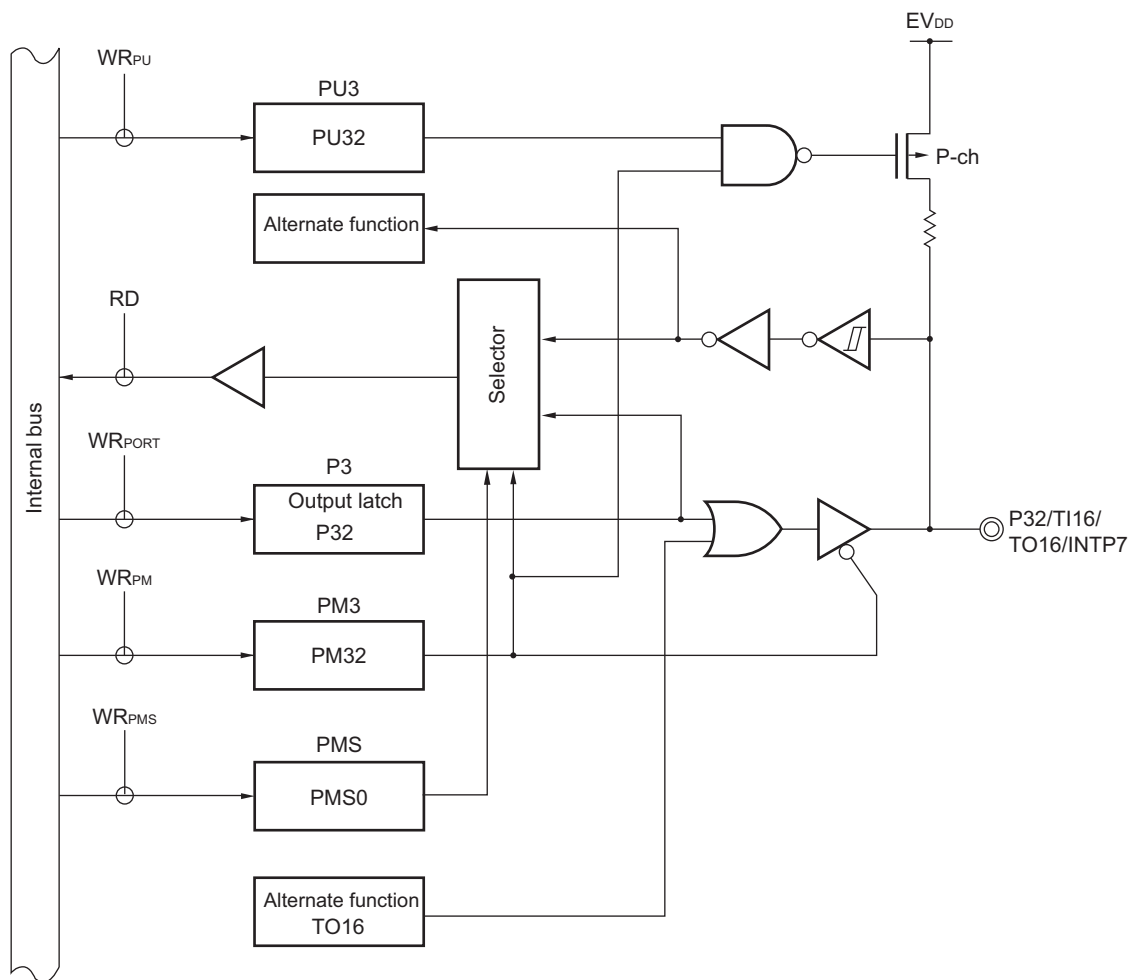 EVDD
WRPU
PU3
PU32
P-ch
Alternate function
RD
Selector
Internal bus
WRPORT
P3
Output latch
P32
P32/TI16/
TO16/INTP7
WRPM
PM3
PM32
WRPMS
PMS
PMS0
Alternate function
TO16